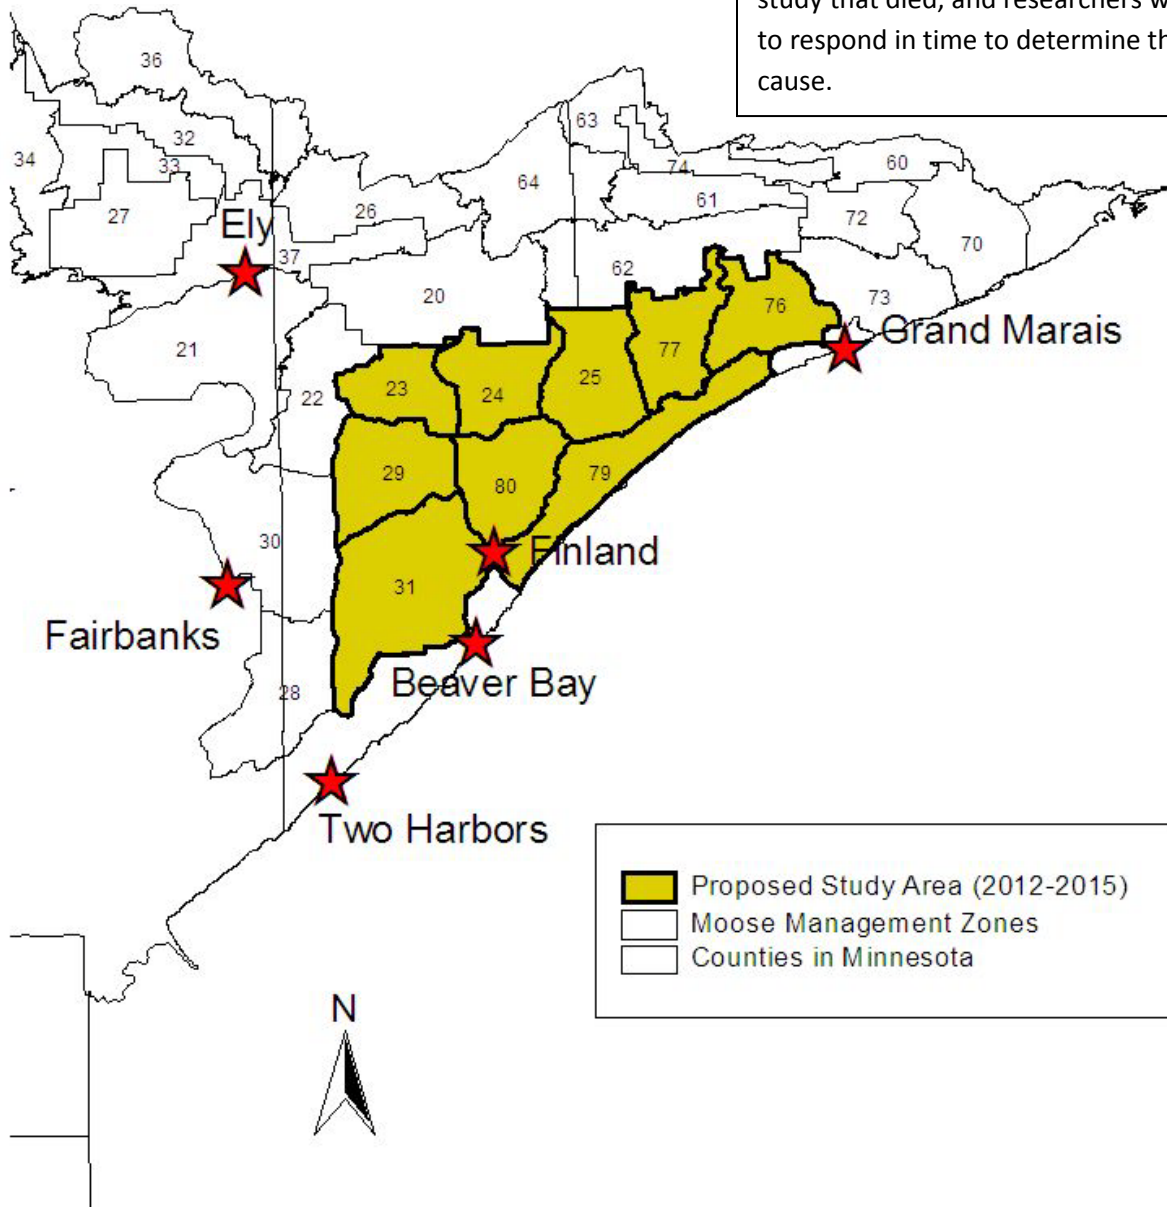 study that died, and researchers w
to respond in time to determine th
cause.
36
63
32
34
33
74
60
64
27
26
61
72
Ely
37
70
62
20
73
76
Grand Marais
21
77
25
23
24
22
29
79
80
30
Finland
31
Fairbanks
Beaver Bay
28
Two Harbors
Proposed Study Area (2012-2015)
Moose Management Zones
Counties in Minnesota
N